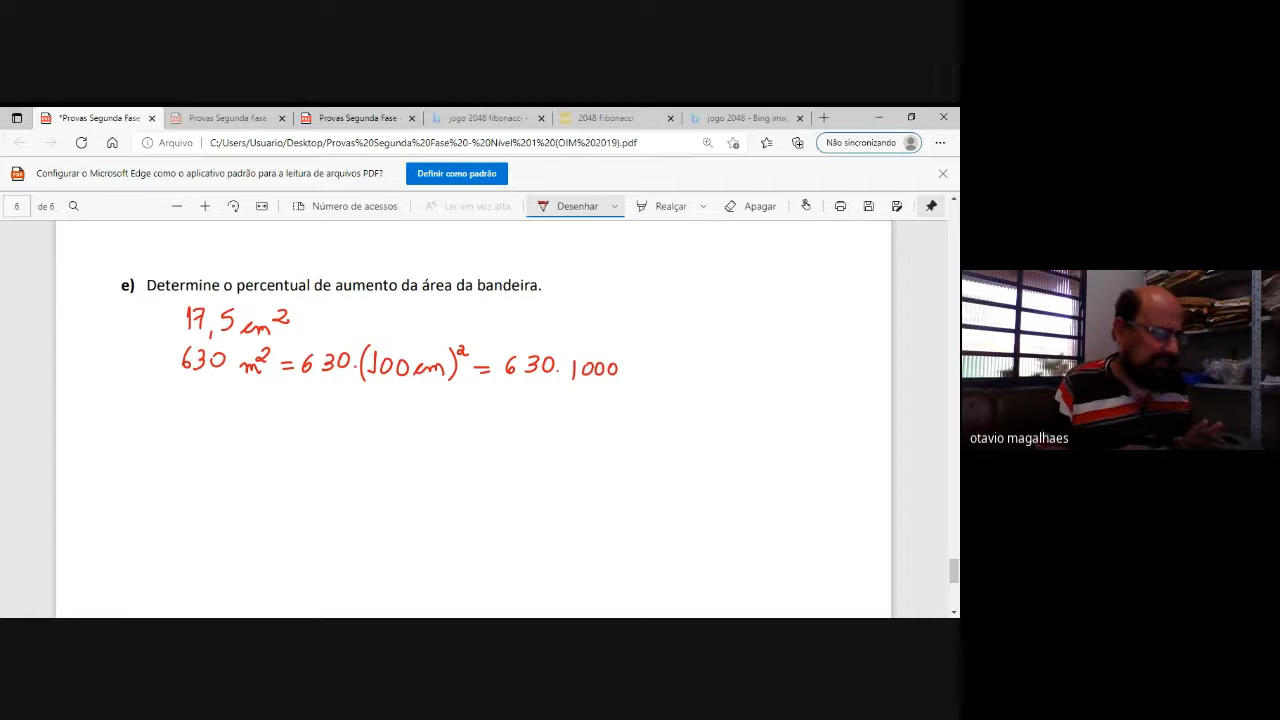 *Provas Segunda Fase
Provas Segunda Fase
Provas Segunda Fase -
jogo 2048 fibonacci -
2048 Fibonacci
jogo 2048 - Bing imag
Arquivo
C:/Users/Usuario/Desktop/Provas%20Segunda%20Fase%20-%20Nível%201%20(OIM%202019).pdf
Não sincronizando
Configurar o Microsoft Edge como o aplicativo padrão para a leitura de arquivos PDF?
Definir como padrão
6 de 6
Número de acessos
Ler em voz alta
Desenhar
Realçar
Apagar
e) Determine o percentual de aumento da área da bandeira.
17,5 cm²
630 m² = 630.(100 cm)² = 630. 1000
otavio magalhaes